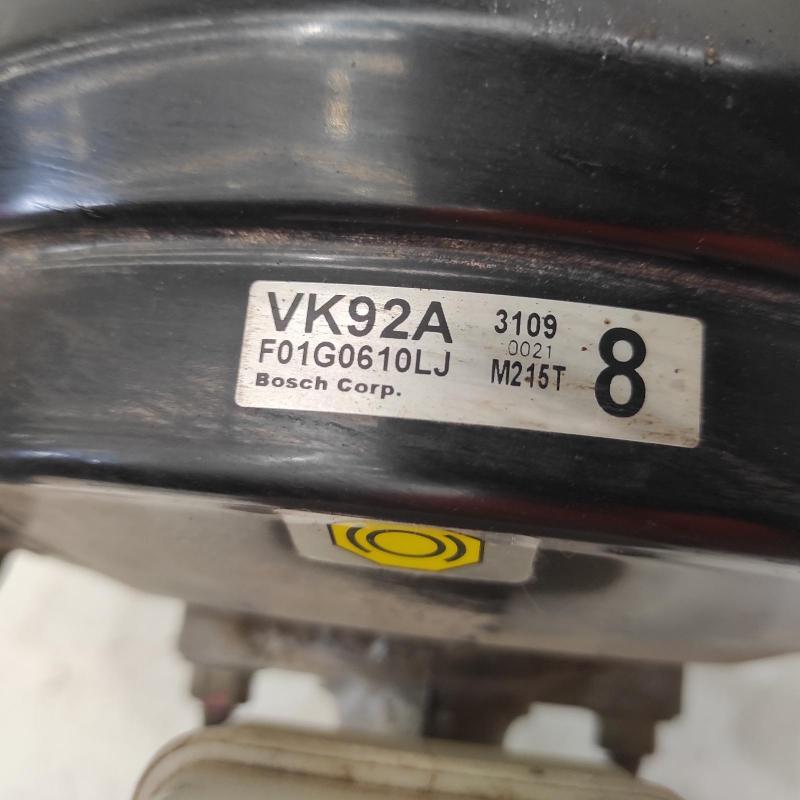 VK92A 3109
0021
F01G0610LJ M215T 8
Bosch Corp.